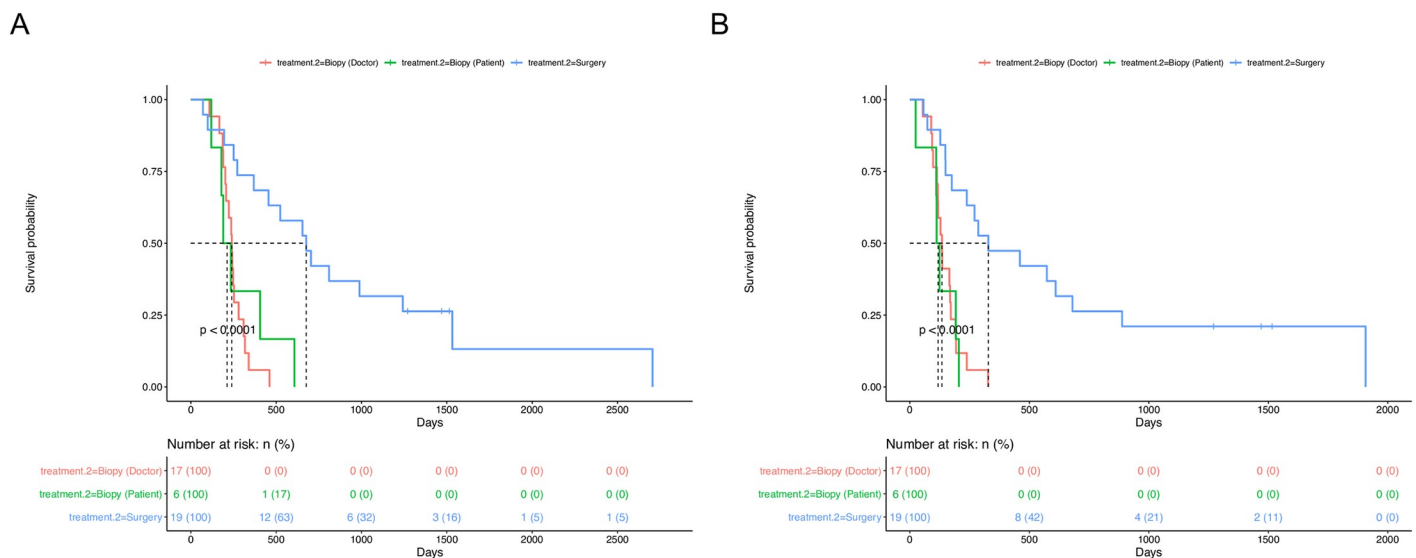 A
treatment.2=Biopy (Doctor) treatment.2=Biopy (Patient) treatment.2=Surgery
Survival probability
1.00
0.75
0.50
0.25
0.00
p < 0.0001
0 500 1000 1500 2000 2500
Days
Number at risk: n (%)
treatment.2=Biopy (Doctor) 17 (100) 0 (0) 0 (0) 0 (0) 0 (0) 0 (0)
treatment.2=Biopy (Patient) 6 (100) 1 (17) 0 (0) 0 (0) 0 (0) 0 (0)
treatment.2=Surgery 19 (100) 12 (63) 6 (32) 3 (16) 1 (5) 1 (5)
0 500 1000 1500 2000 2500
Days
B
treatment.2=Biopy (Doctor) treatment.2=Biopy (Patient) treatment.2=Surgery
Survival probability
1.00
0.75
0.50
0.25
0.00
p < 0.0001
0 500 1000 1500 2000
Days
Number at risk: n (%)
treatment.2=Biopy (Doctor) 17 (100) 0 (0) 0 (0) 0 (0) 0 (0)
treatment.2=Biopy (Patient) 6 (100) 0 (0) 0 (0) 0 (0) 0 (0)
treatment.2=Surgery 19 (100) 8 (42) 4 (21) 2 (11) 0 (0)
0 500 1000 1500 2000
Days